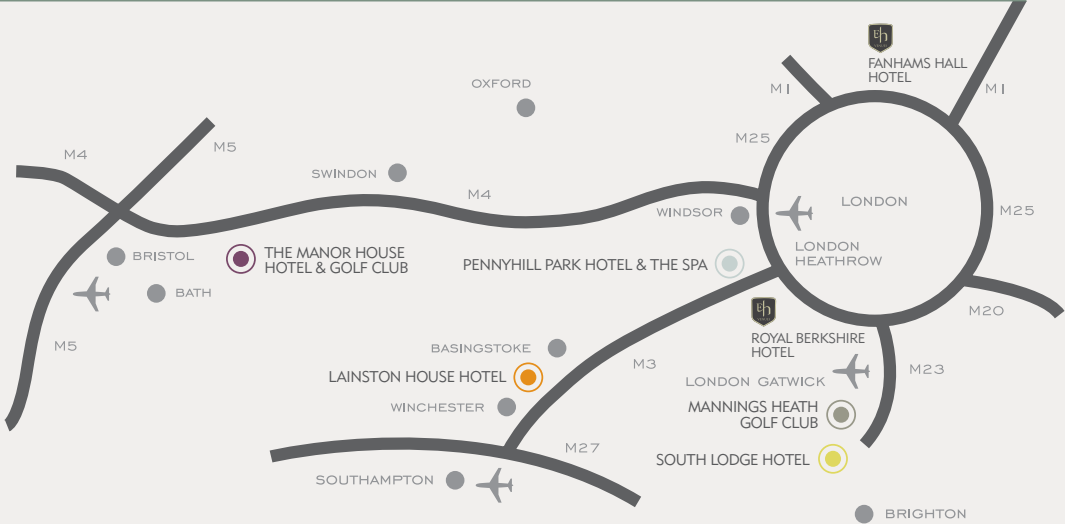 FANHAMS HALL
HOTEL
OXFORD
M1
M1
M25
M5
M4
SWINDON
M4
WINDSOR
LONDON
M25
BRISTOL
THE MANOR HOUSE
HOTEL & GOLF CLUB
PENNYHILL PARK HOTEL & THE SPA
LONDON
HEATHROW
BATH
M20
M5
ROYAL BERKSHIRE
HOTEL
BASINGSTOKE
M3
M23
LAINSTON HOUSE HOTEL
LONDON GATWICK
WINCHESTER
MANNINGS HEATH
GOLF CLUB
M27
SOUTH LODGE HOTEL
SOUTHAMPTON
BRIGHTON